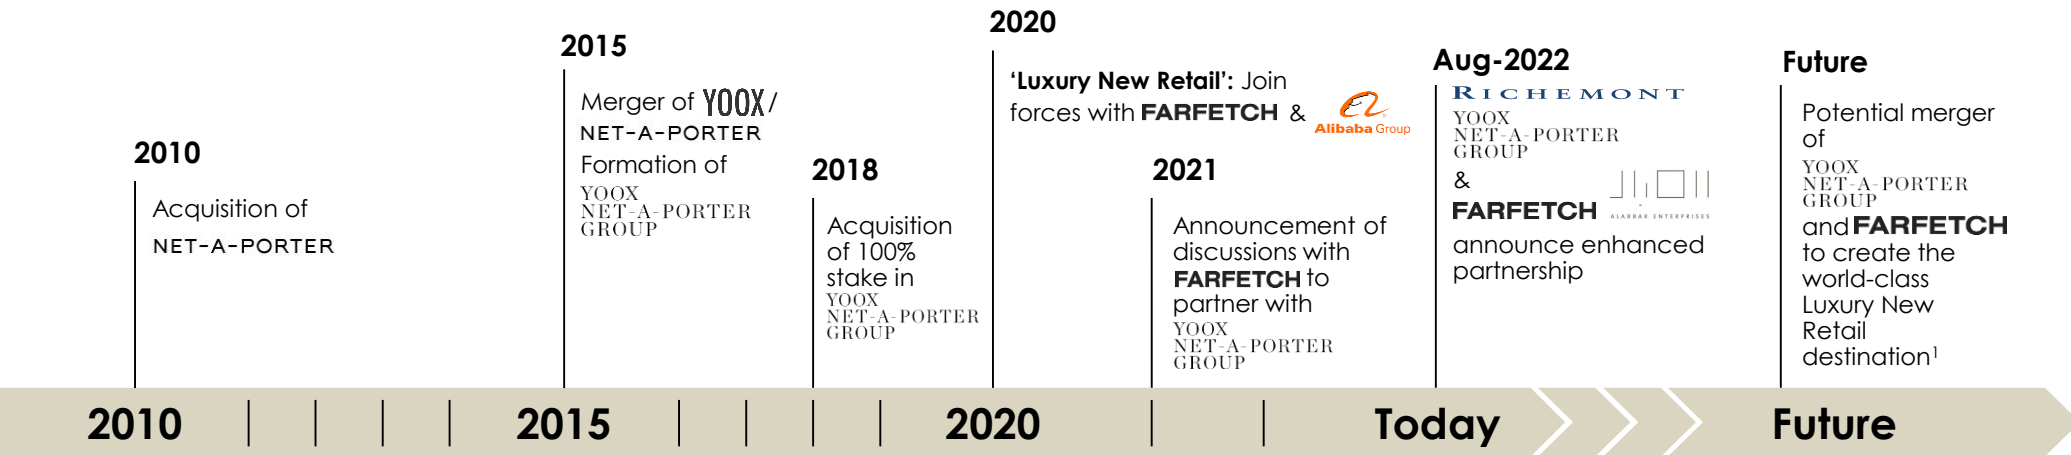 2010
Acquisition of
NET-A-PORTER
2015
Merger of YOOX /
NET-A-PORTER
Formation of
YOOX
NET-A-PORTER
GROUP
2018
Acquisition
of 100%
stake in
YOOX
NET-A-PORTER
GROUP
2020
‘Luxury New Retail’: Join
forces with FARFETCH & Alibaba Group
2021
Announcement of
discussions with
FARFETCH to
partner with
YOOX
NET-A-PORTER
GROUP
Aug-2022
RICHEMONT
YOOX
NET-A-PORTER
GROUP
&
FARFETCH ALABBAR ENTERPRISES
announce enhanced
partnership
Future
Potential merger
of
YOOX
NET-A-PORTER
GROUP
and FARFETCH
to create the
world-class
Luxury New
Retail
destination¹
2010 2015 2020 Today Future